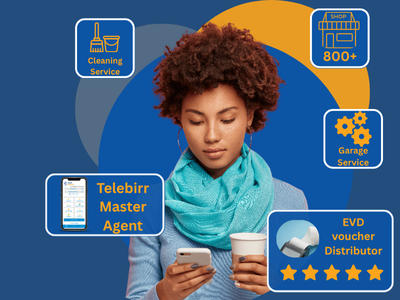 Cleaning
Service
SHOP
800+
Garage
Service
Telebirr
Master
Agent
EVD
voucher
Distributor